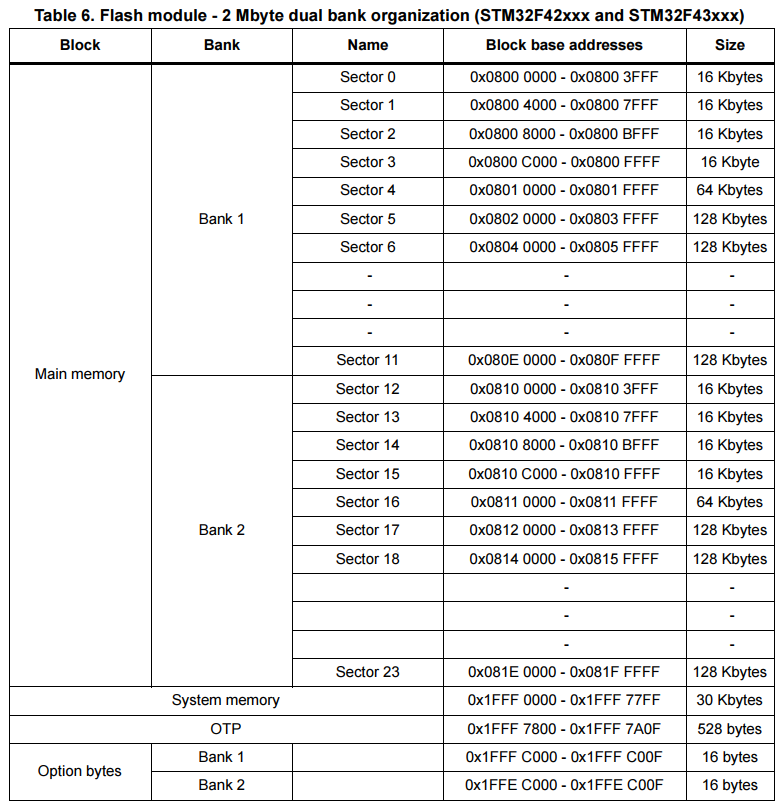 Table 6. Flash module - 2 Mbyte dual bank organization (STM32F42xxx and STM32F43xxx)
Block Bank Name Block base addresses Size
Main memory
Bank 1
Sector 0 0x0800 0000 - 0x0800 3FFF 16 Kbytes
Sector 1 0x0800 4000 - 0x0800 7FFF 16 Kbytes
Sector 2 0x0800 8000 - 0x0800 BFFF 16 Kbytes
Sector 3 0x0800 C000 - 0x0800 FFFF 16 Kbyte
Sector 4 0x0801 0000 - 0x0801 FFFF 64 Kbytes
Sector 5 0x0802 0000 - 0x0803 FFFF 128 Kbytes
Sector 6 0x0804 0000 - 0x0805 FFFF 128 Kbytes
- - -
- - -
- - -
Sector 11 0x080E 0000 - 0x080F FFFF 128 Kbytes
Bank 2
Sector 12 0x0810 0000 - 0x0810 3FFF 16 Kbytes
Sector 13 0x0810 4000 - 0x0810 7FFF 16 Kbytes
Sector 14 0x0810 8000 - 0x0810 BFFF 16 Kbytes
Sector 15 0x0810 C000 - 0x0810 FFFF 16 Kbytes
Sector 16 0x0811 0000 - 0x0811 FFFF 64 Kbytes
Sector 17 0x0812 0000 - 0x0813 FFFF 128 Kbytes
Sector 18 0x0814 0000 - 0x0815 FFFF 128 Kbytes
- -
- -
- -
Sector 23 0x081E 0000 - 0x081F FFFF 128 Kbytes
System memory 0x1FFF 0000 - 0x1FFF 77FF 30 Kbytes
OTP 0x1FFF 7800 - 0x1FFF 7A0F 528 bytes
Option bytes
Bank 1 0x1FFF C000 - 0x1FFF C00F 16 bytes
Bank 2 0x1FFE C000 - 0x1FFE C00F 16 bytes